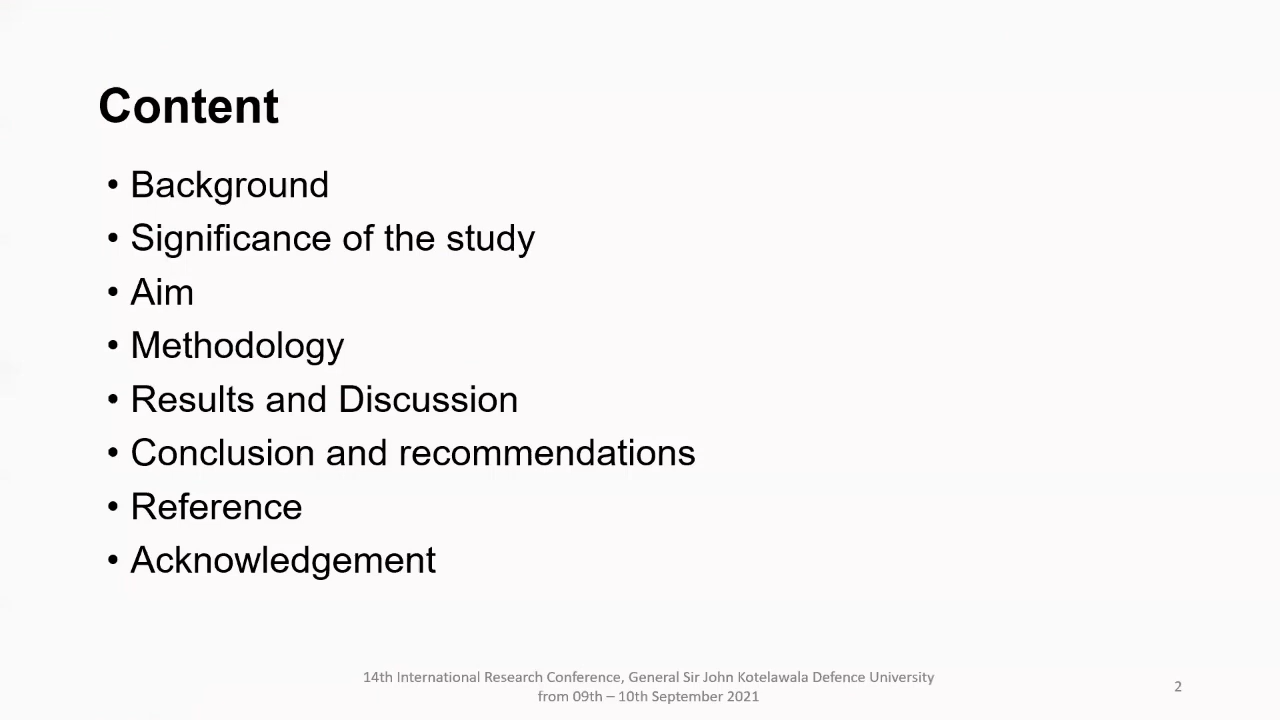 Content
• Background
• Significance of the study
• Aim
• Methodology
• Results and Discussion
• Conclusion and recommendations
• Reference
• Acknowledgement
14th International Research Conference, General Sir John Kotelawala Defence University
from 09th – 10th September 2021
2